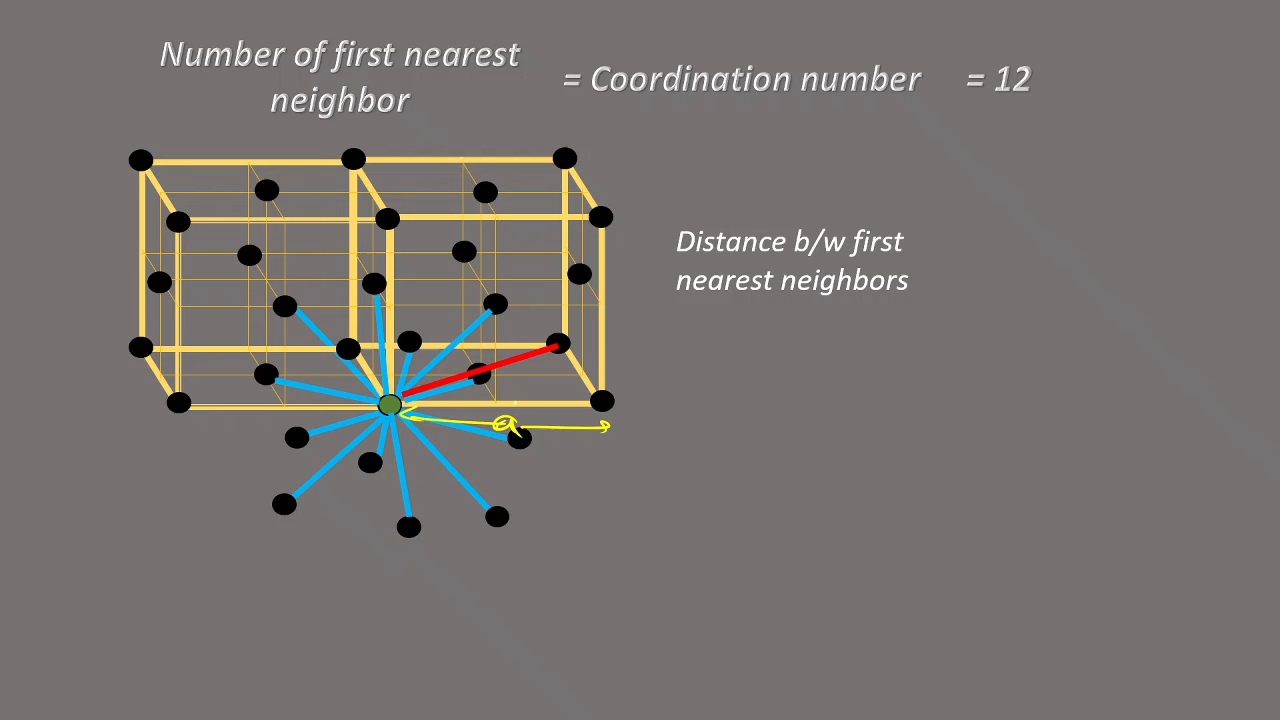 Number of first nearest
neighbor
= Coordination number = 12
Distance b/w first
nearest neighbors
a